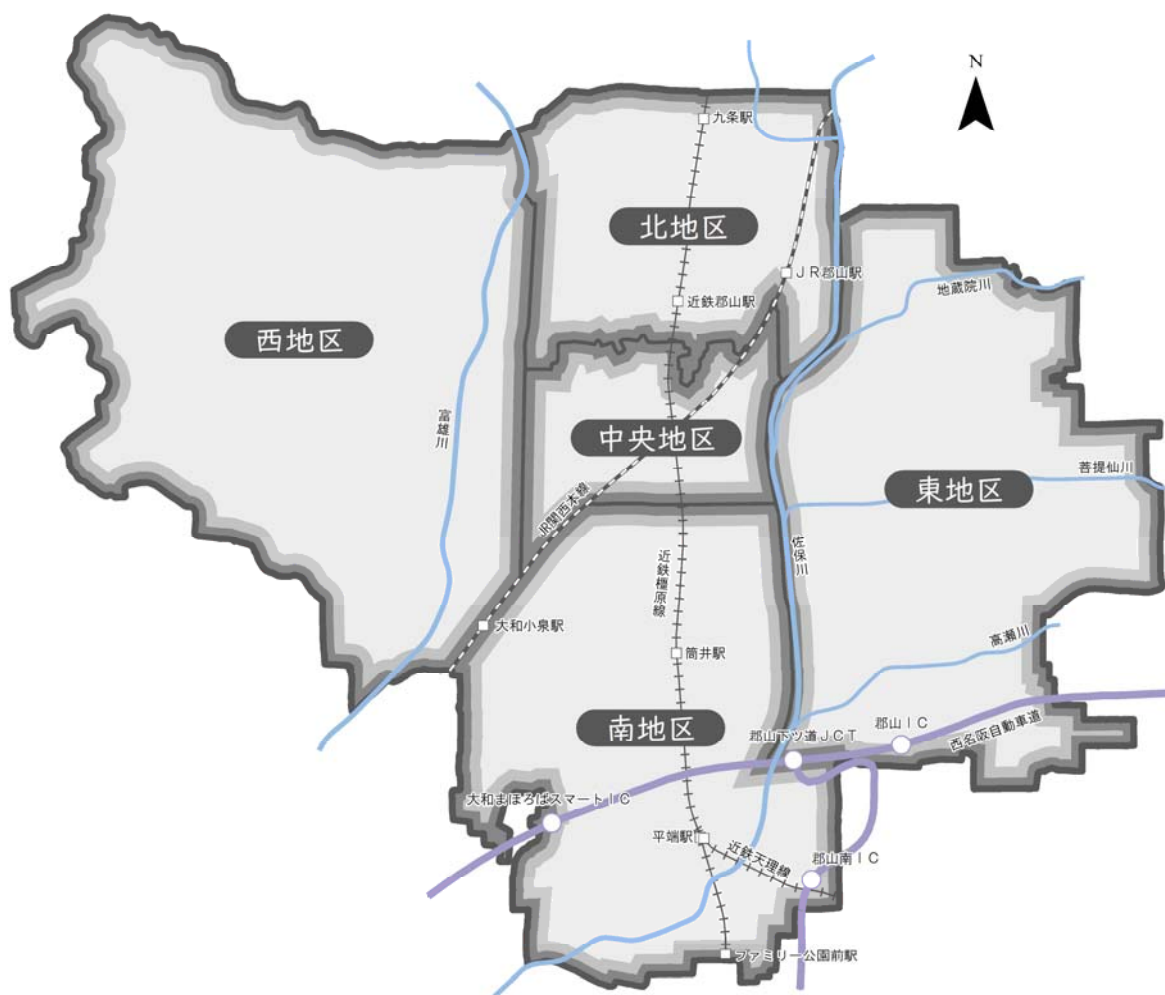 N
九条駅
北地区
JR郡山駅
地蔵院川
近鉄郡山駅
西地区
富雄川
中央地区
菩提仙川
東地区
JR関西本線
佐保川
近鉄橿原線
大和小泉駅
高瀬川
筒井駅
南地区
郡山下ツ道JCT
郡山IC
西名阪自動車道
大和まほろばスマートIC
平端駅
近鉄天理線
郡山南IC
ファミリー公園前駅